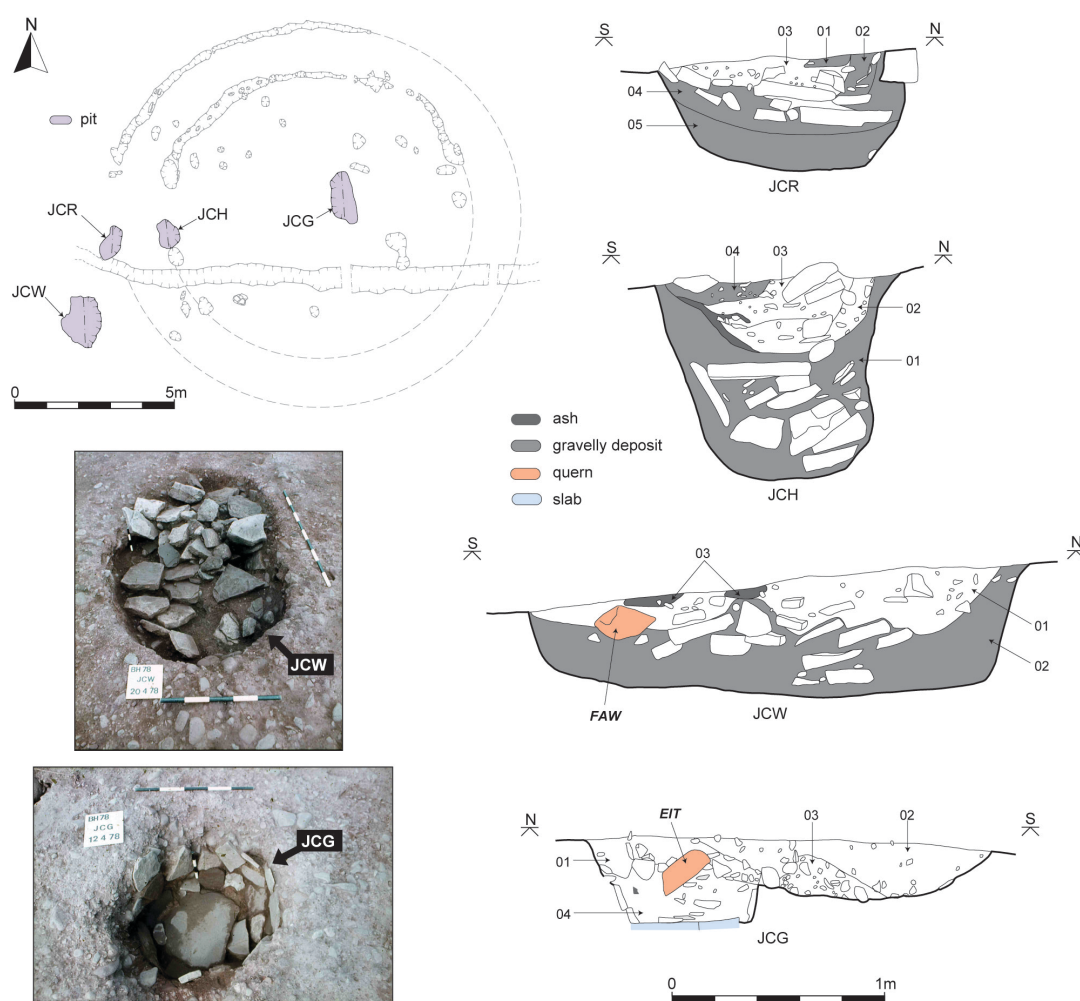 N
pit
JCR
JCH
JCG
JCW
0 5m
S
N
03 01 02
04
05
JCR
S
N
04 03
02
01
JCH
ash
gravelly deposit
quern
slab
BH 78
JCW
20 4 78
JCW
S
N
03
01
02
FAW
JCW
BH 78
JCG
12 4 78
JCG
N
S
EIT
01
03
02
04
JCG
0 1m